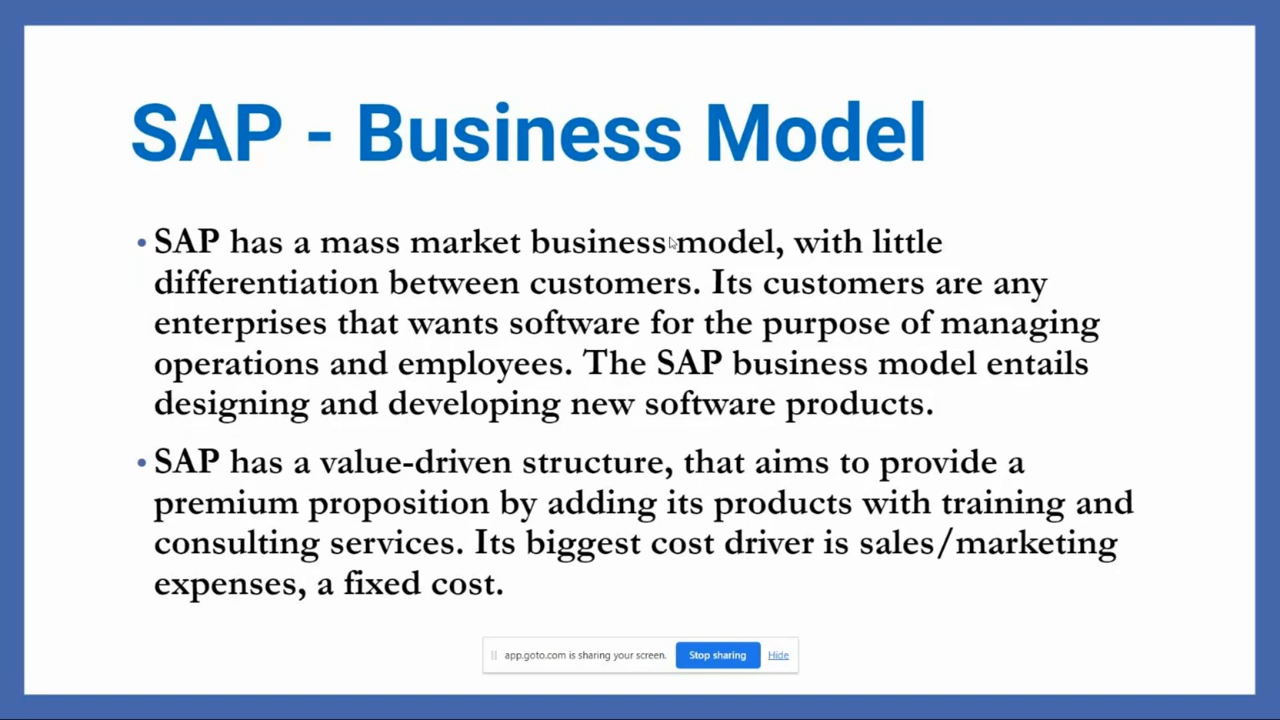 SAP - Business Model
• SAP has a mass market business model, with little
differentiation between customers. Its customers are any
enterprises that wants software for the purpose of managing
operations and employees. The SAP business model entails
designing and developing new software products.
• SAP has a value-driven structure, that aims to provide a
premium proposition by adding its products with training and
consulting services. Its biggest cost driver is sales/marketing
expenses, a fixed cost.
app.goto.com is sharing your screen. Stop sharing Hide